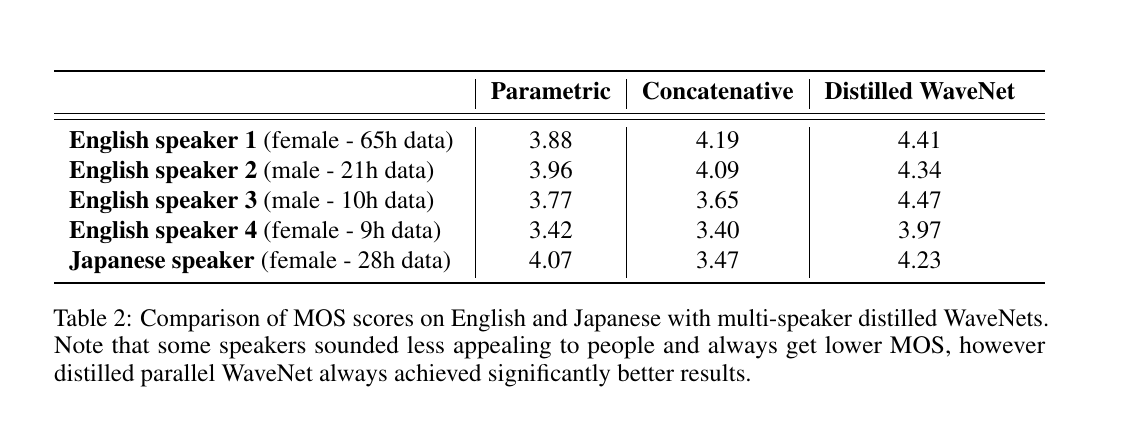 Parametric Concatenative Distilled WaveNet
English speaker 1 (female - 65h data) 3.88 4.19 4.41
English speaker 2 (male - 21h data) 3.96 4.09 4.34
English speaker 3 (male - 10h data) 3.77 3.65 4.47
English speaker 4 (female - 9h data) 3.42 3.40 3.97
Japanese speaker (female - 28h data) 4.07 3.47 4.23
Table 2: Comparison of MOS scores on English and Japanese with multi-speaker distilled WaveNets.
Note that some speakers sounded less appealing to people and always get lower MOS, however
distilled parallel WaveNet always achieved significantly better results.